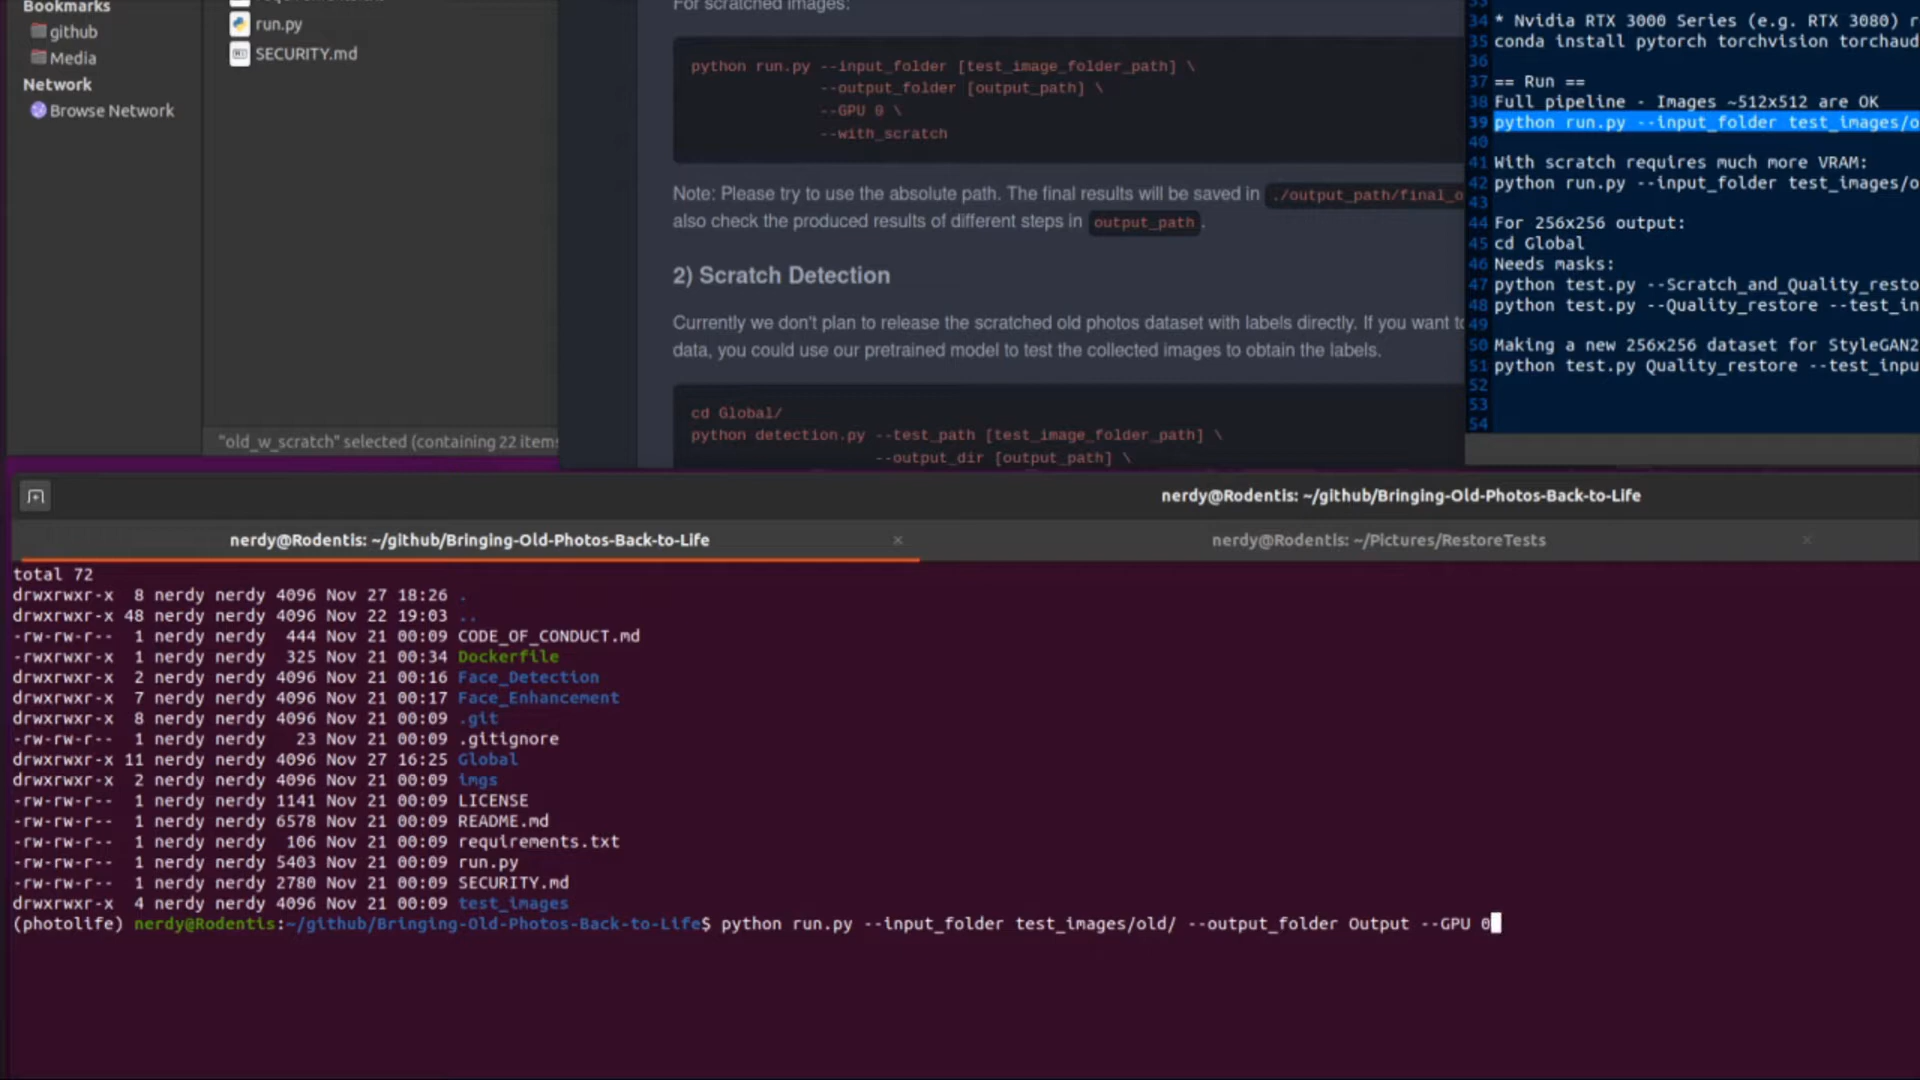 Bookmarks
github
Media
Network
Browse Network
run.py
SECURITY.md
"old_w_scratch" selected (containing 22 items
For scratched images:
python run.py --input_folder [test_image_folder_path] \
--output_folder [output_path] \
--GPU 0 \
--with_scratch
Note: Please try to use the absolute path. The final results will be saved in ./output_path/final_o
also check the produced results of different steps in output_path.
2) Scratch Detection
Currently we don't plan to release the scratched old photos dataset with labels directly. If you want to
data, you could use our pretrained model to test the collected images to obtain the labels.
cd Global/
python detection.py --test_path [test_image_folder_path] \
--output_dir [output_path] \
33
34 * Nvidia RTX 3000 Series (e.g. RTX 3080) r
35 conda install pytorch torchvision torchaud
36
37 == Run ==
38 Full pipeline - Images ~512x512 are OK
39 python run.py --input_folder test_images/o
40
41 With scratch requires much more VRAM:
42 python run.py --input_folder test_images/o
43
44 For 256x256 output:
45 cd Global
46 Needs masks:
47 python test.py --Scratch_and_Quality_resto
48 python test.py --Quality_restore --test_in
49
50 Making a new 256x256 dataset for StyleGAN2
51 python test.py Quality_restore --test_inpu
52
53
54
nerdy@Rodentis: ~/github/Bringing-Old-Photos-Back-to-Life
nerdy@Rodentis: ~/github/Bringing-Old-Photos-Back-to-Life ×
nerdy@Rodentis: ~/Pictures/RestoreTests ×
total 72
drwxrwxr-x 8 nerdy nerdy 4096 Nov 27 18:26 .
drwxrwxr-x 48 nerdy nerdy 4096 Nov 22 19:03 ..
-rw-rw-r-- 1 nerdy nerdy 444 Nov 21 00:09 CODE_OF_CONDUCT.md
-rwxrwxr-x 1 nerdy nerdy 325 Nov 21 00:34 Dockerfile
drwxrwxr-x 2 nerdy nerdy 4096 Nov 21 00:16 Face_Detection
drwxrwxr-x 7 nerdy nerdy 4096 Nov 21 00:17 Face_Enhancement
drwxrwxr-x 8 nerdy nerdy 4096 Nov 21 00:09 .git
-rw-rw-r-- 1 nerdy nerdy 23 Nov 21 00:09 .gitignore
drwxrwxr-x 11 nerdy nerdy 4096 Nov 27 16:25 Global
drwxrwxr-x 2 nerdy nerdy 4096 Nov 21 00:09 imgs
-rw-rw-r-- 1 nerdy nerdy 1141 Nov 21 00:09 LICENSE
-rw-rw-r-- 1 nerdy nerdy 6578 Nov 21 00:09 README.md
-rw-rw-r-- 1 nerdy nerdy 106 Nov 21 00:09 requirements.txt
-rw-rw-r-- 1 nerdy nerdy 5403 Nov 21 00:09 run.py
-rw-rw-r-- 1 nerdy nerdy 2780 Nov 21 00:09 SECURITY.md
drwxrwxr-x 4 nerdy nerdy 4096 Nov 21 00:09 test_images
(photolife) nerdy@Rodentis:~/github/Bringing-Old-Photos-Back-to-Life$ python run.py --input_folder test_images/old/ --output_folder Output --GPU 0